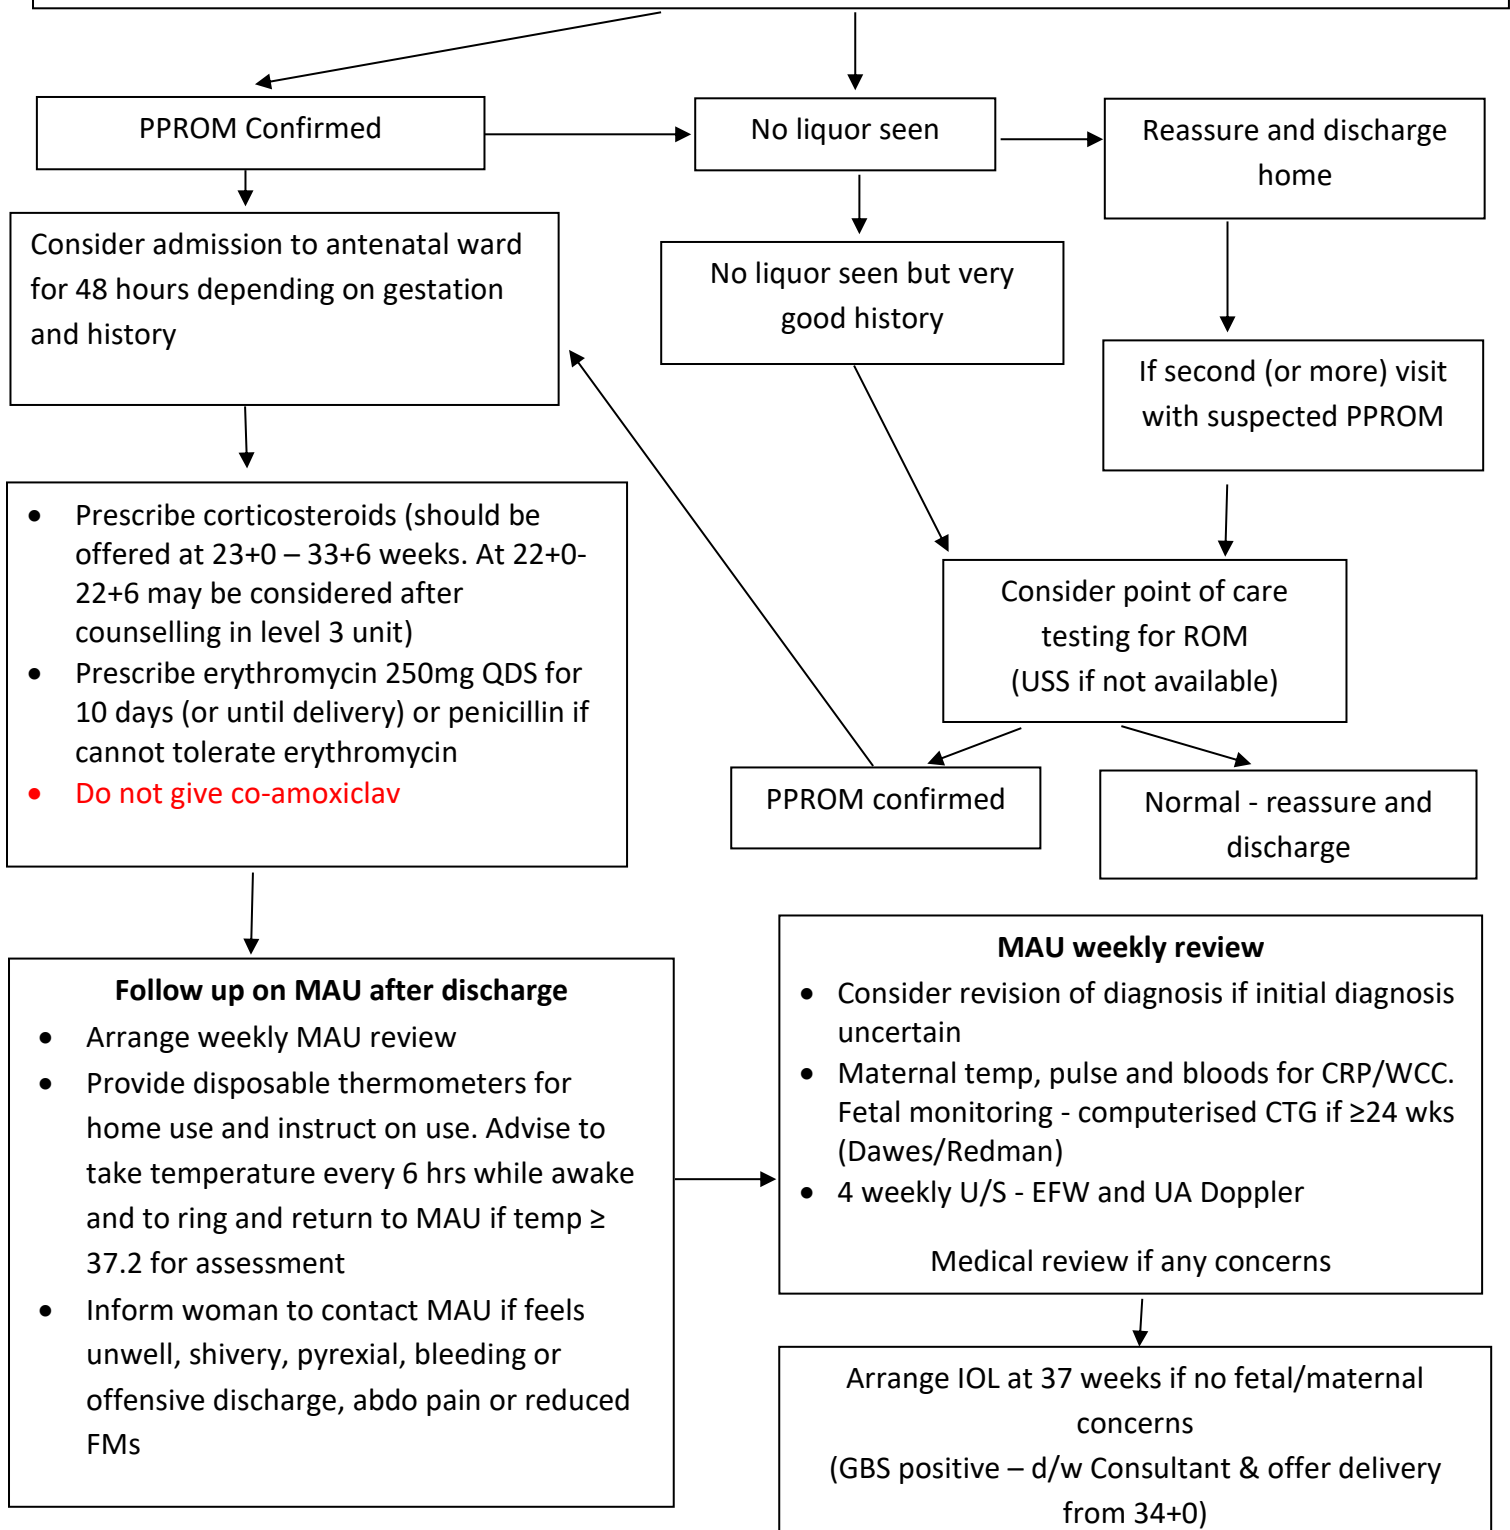 PPROM Confirmed
No liquor seen
Reassure and discharge
home
Consider admission to antenatal ward
for 48 hours depending on gestation
and history
No liquor seen but very
good history
If second (or more) visit
with suspected PPROM
• Prescribe corticosteroids (should be
offered at 23+0 – 33+6 weeks. At 22+0-
22+6 may be considered after
counselling in level 3 unit)
• Prescribe erythromycin 250mg QDS for
10 days (or until delivery) or penicillin if
cannot tolerate erythromycin
• Do not give co-amoxiclav
Consider point of care
testing for ROM
(USS if not available)
PPROM confirmed
Normal - reassure and
discharge
Follow up on MAU after discharge
• Arrange weekly MAU review
• Provide disposable thermometers for
home use and instruct on use. Advise to
take temperature every 6 hrs while awake
and to ring and return to MAU if temp ≥
37.2 for assessment
• Inform woman to contact MAU if feels
unwell, shivery, pyrexial, bleeding or
offensive discharge, abdo pain or reduced
FMs
MAU weekly review
• Consider revision of diagnosis if initial diagnosis
uncertain
• Maternal temp, pulse and bloods for CRP/WCC.
Fetal monitoring - computerised CTG if ≥24 wks
(Dawes/Redman)
• 4 weekly U/S - EFW and UA Doppler
Medical review if any concerns
Arrange IOL at 37 weeks if no fetal/maternal
concerns
(GBS positive – d/w Consultant & offer delivery
from 34+0)